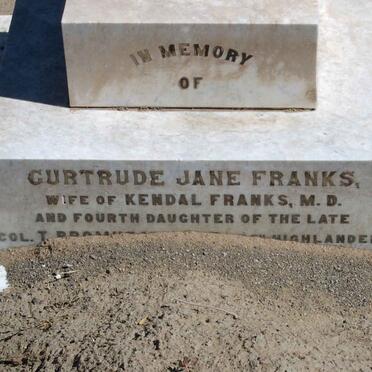 IN MEMORY
OF
GURTRUDE JANE FRANKS,
WIFE OF KENDAL FRANKS, M.D.
AND FOURTH DAUGHTER OF THE LATE
COL. T. HIGHLANDER